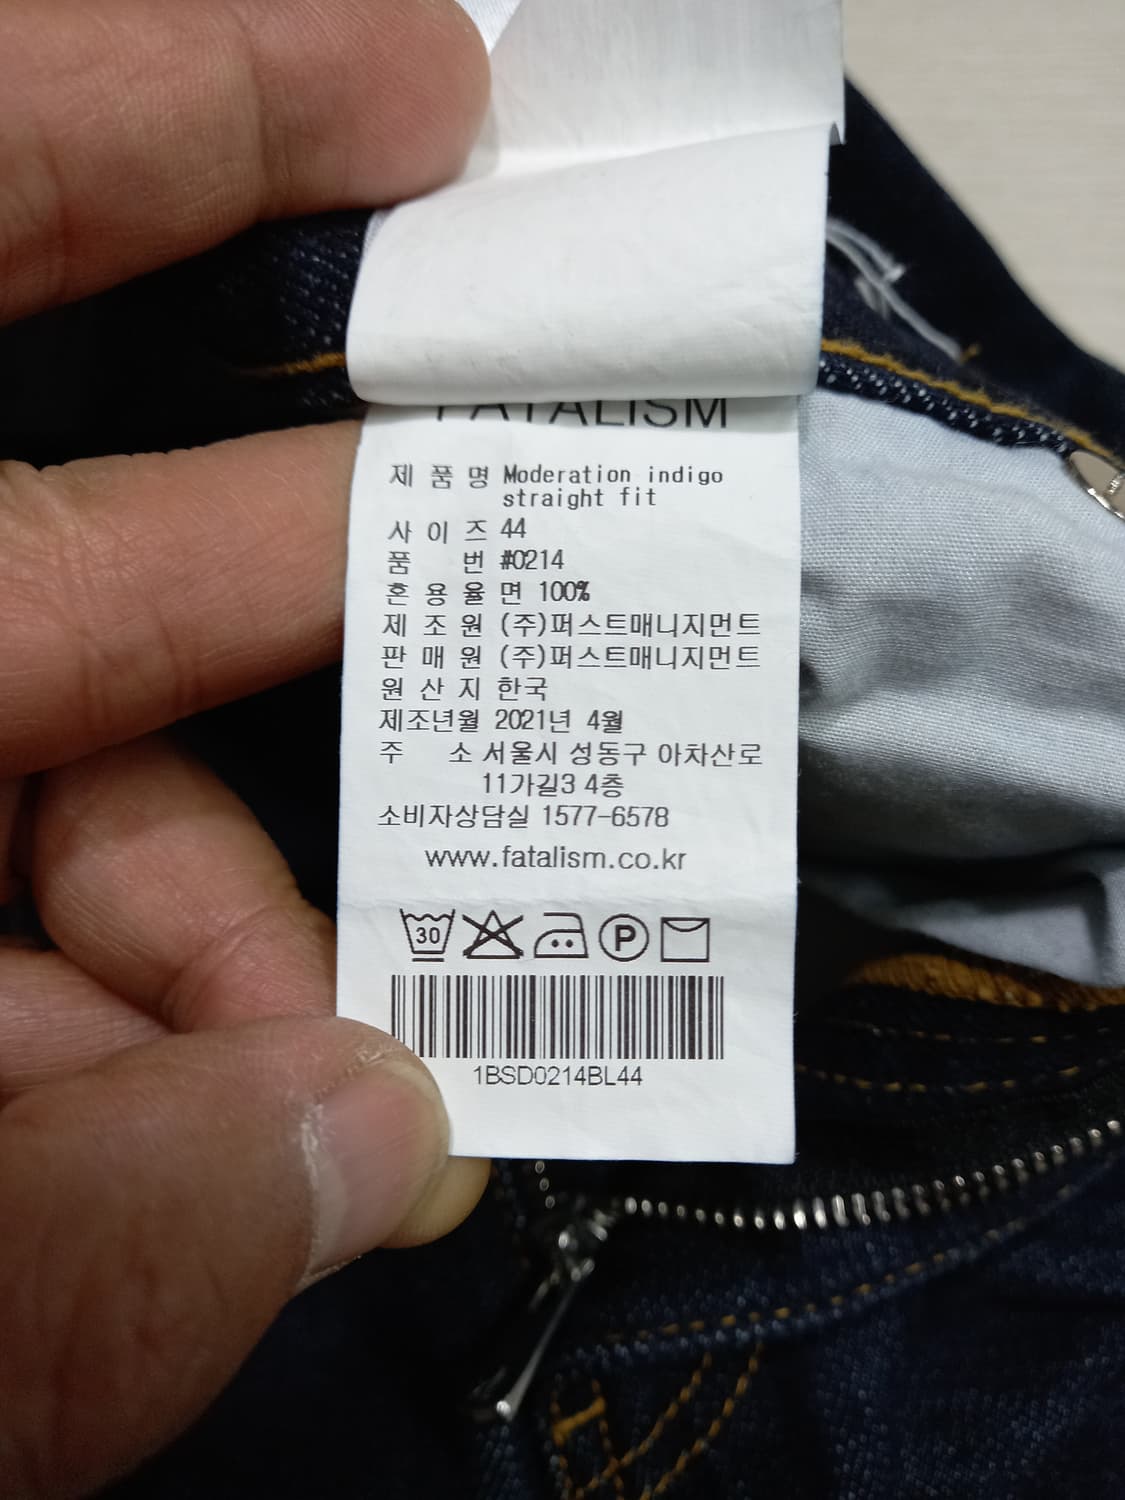 FATALISM
제 품 명 Moderation indigo
straight fit
사 이 즈 44
품 번 #0214
혼 용 율 면 100%
제 조 원 (주)퍼스트매니지먼트
판 매 원 (주)퍼스트매니지먼트
원 산 지 한국
제조년월 2021년 4월
주 소 서울시 성동구 아차산로
11가길3 4층
소비자상담실 1577-6578
www.fatalism.co.kr
30 P
1BSD0214BL44